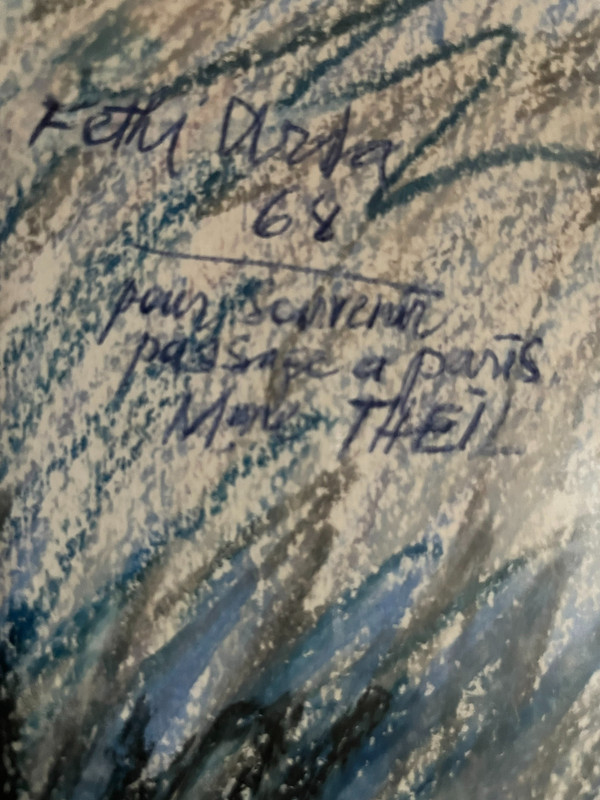 Fethi
68
pour souvenir
passage a paris
THEIL